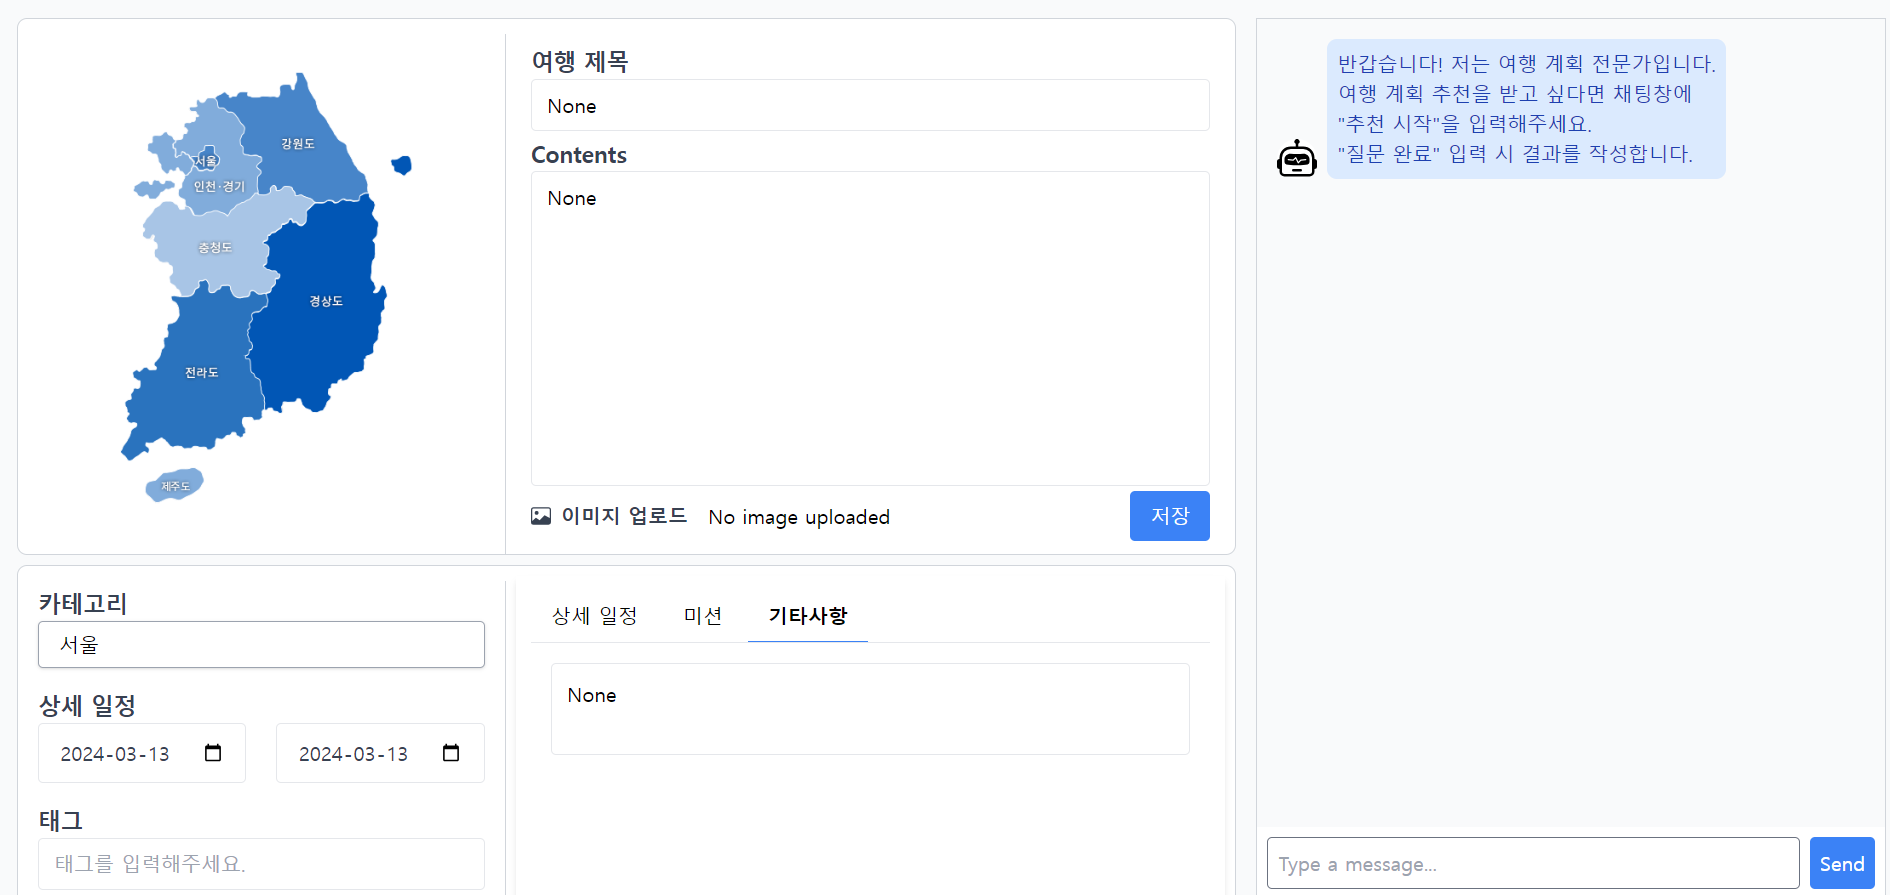 강원도
서울
인천·경기
충청도
경상도
전라도
제주도
여행 제목
None
Contents
None
이미지 업로드 No image uploaded
저장
카테고리
서울
상세 일정
2024-03-13
2024-03-13
태그
태그를 입력해주세요.
상세 일정 미션 기타사항
None
반갑습니다! 저는 여행 계획 전문가입니다.
여행 계획 추천을 받고 싶다면 채팅창에
"추천 시작"을 입력해주세요.
"질문 완료" 입력 시 결과를 작성합니다.
Type a message...
Send